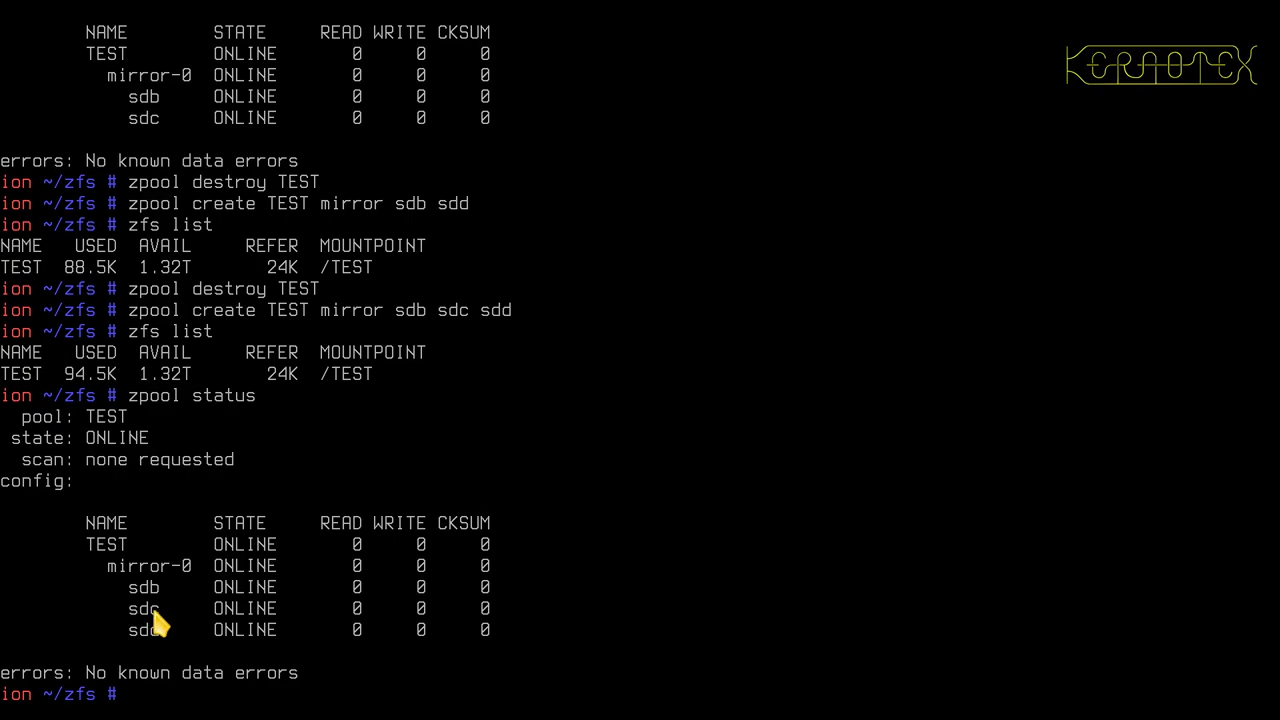 KERNOTEX
NAME STATE READ WRITE CKSUM
TEST ONLINE 0 0 0
mirror-0 ONLINE 0 0 0
sdb ONLINE 0 0 0
sdc ONLINE 0 0 0
errors: No known data errors
ion ~/zfs # zpool destroy TEST
ion ~/zfs # zpool create TEST mirror sdb sdd
ion ~/zfs # zfs list
NAME USED AVAIL REFER MOUNTPOINT
TEST 88.5K 1.32T 24K /TEST
ion ~/zfs # zpool destroy TEST
ion ~/zfs # zpool create TEST mirror sdb sdc sdd
ion ~/zfs # zfs list
NAME USED AVAIL REFER MOUNTPOINT
TEST 94.5K 1.32T 24K /TEST
ion ~/zfs # zpool status
pool: TEST
state: ONLINE
scan: none requested
config:
NAME STATE READ WRITE CKSUM
TEST ONLINE 0 0 0
mirror-0 ONLINE 0 0 0
sdb ONLINE 0 0 0
sdc ONLINE 0 0 0
sdd ONLINE 0 0 0
errors: No known data errors
ion ~/zfs #